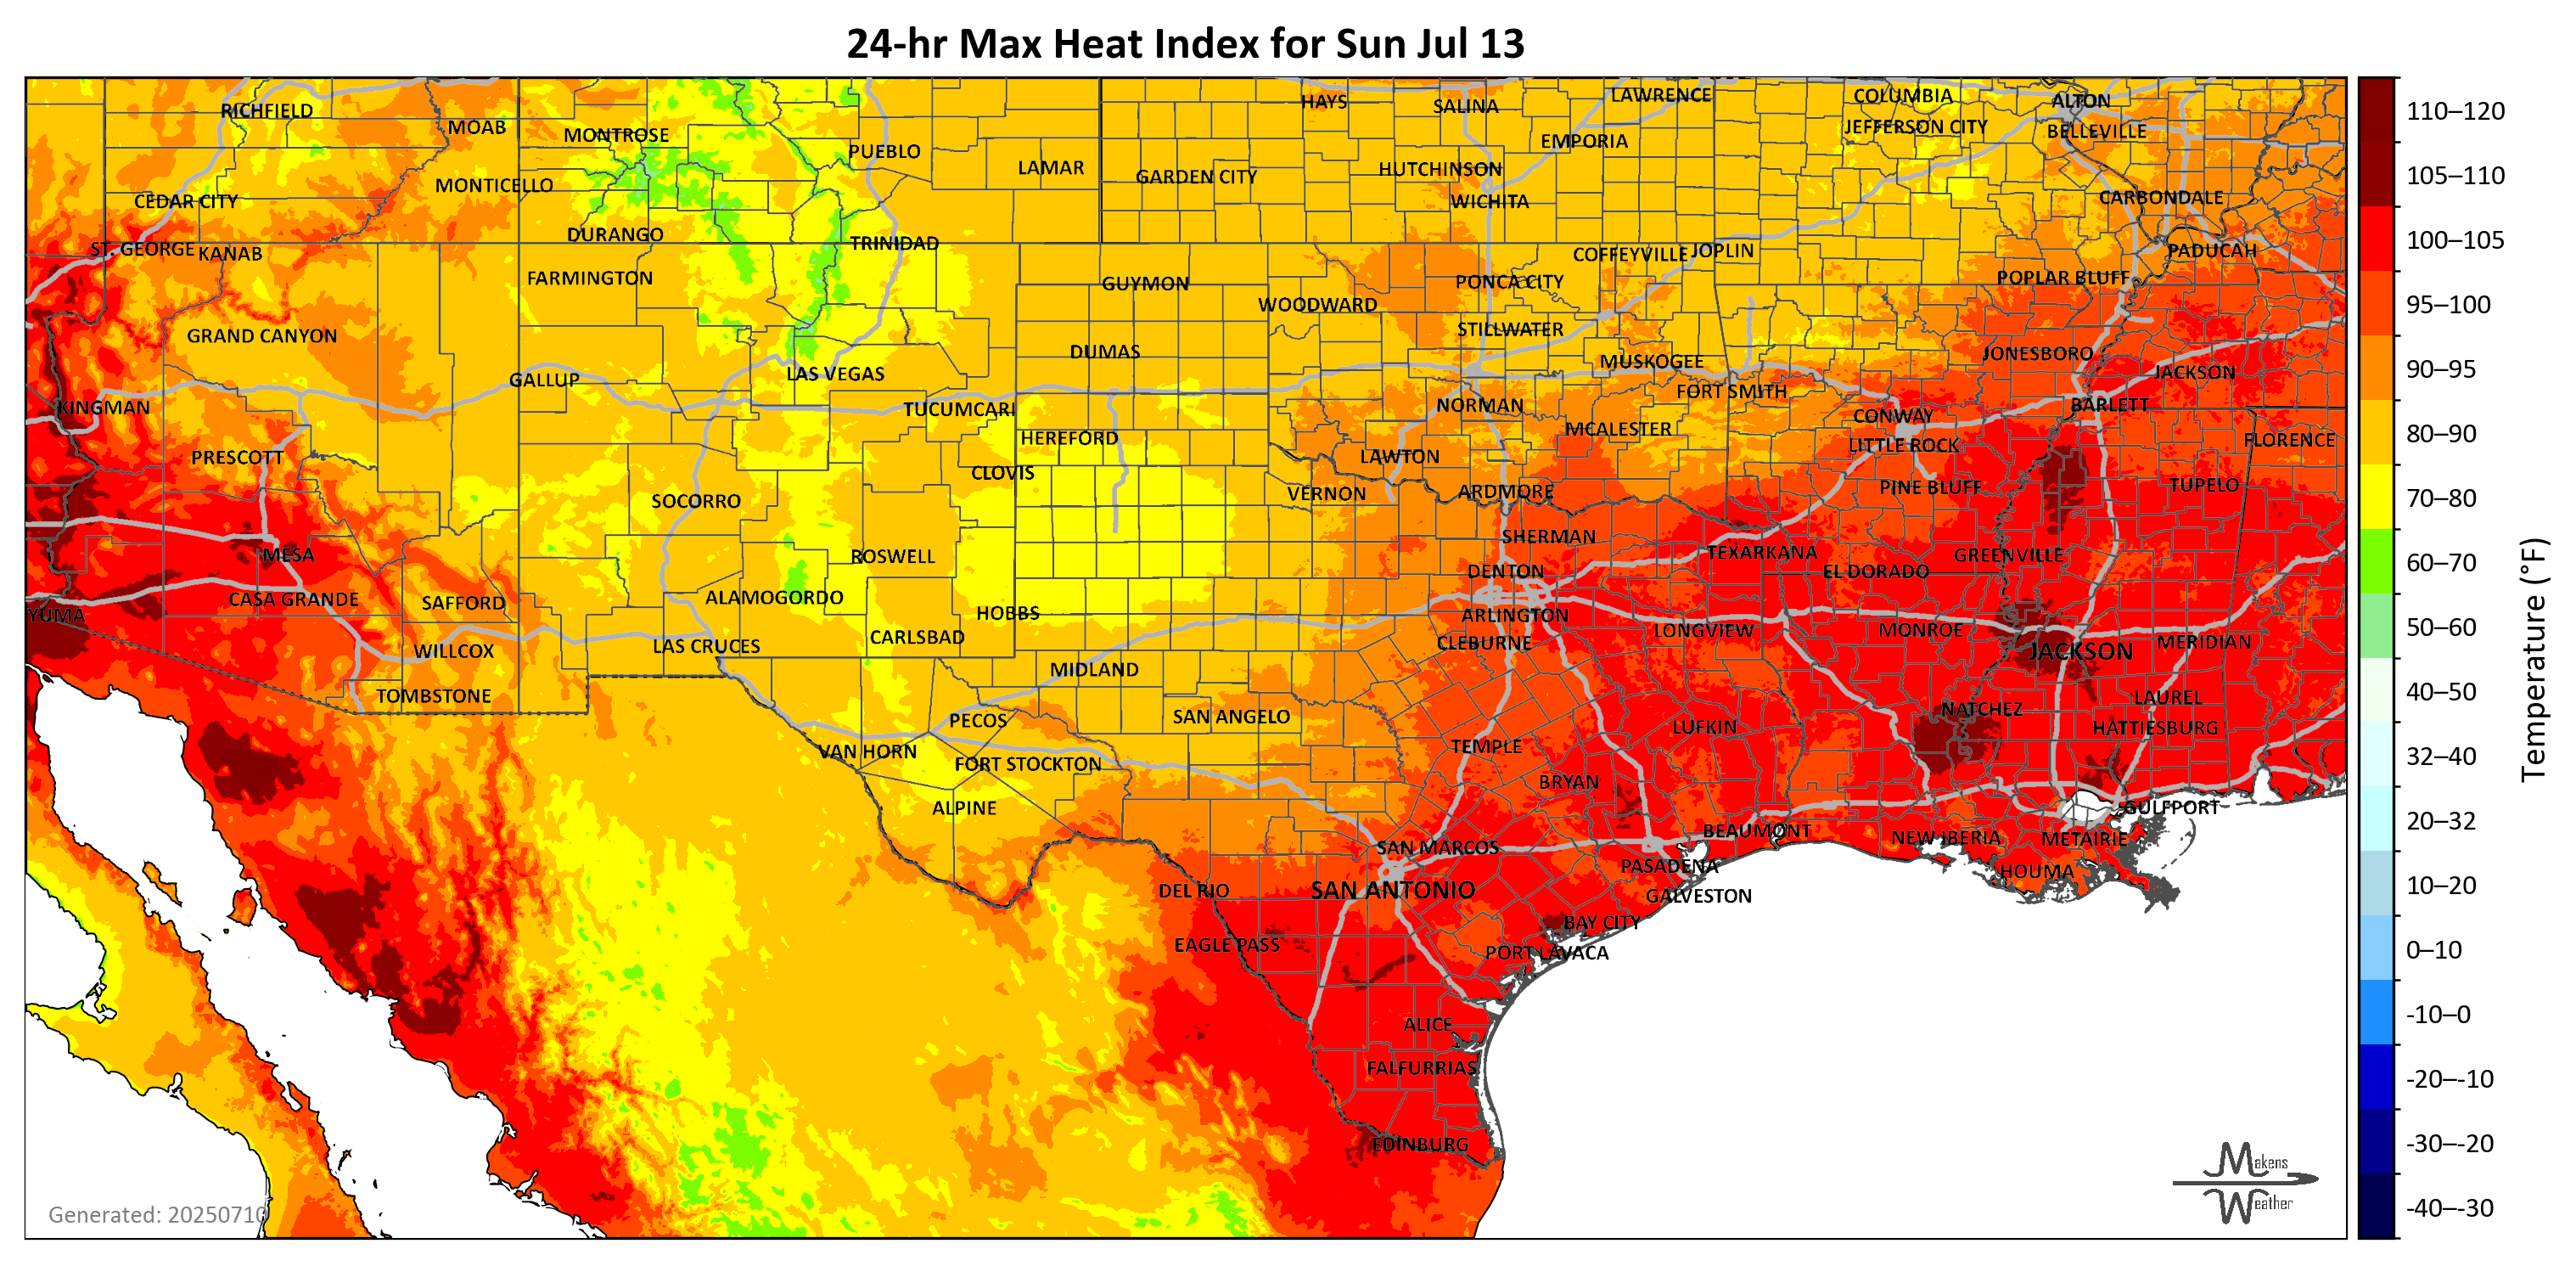 24-hr Max Heat Index for Sun Jul 13
RICHFIELD
MOAB
MONTROSE
PUEBLO
LAMAR
HAYS
SALINA
LAWRENCE
COLUMBIA
ALTON
JEFFERSON CITY
BELLEVILLE
EMPORIA
HUTCHINSON
GARDEN CITY
MONTICELLO
CEDAR CITY
WICHITA
CARBONDALE
DURANGO
TRINIDAD
ST. GEORGE
KANAB
COFFEYVILLE
JOPLIN
PADUCAH
FARMINGTON
GUYMON
PONCA CITY
POPLAR BLUFF
WOODWARD
GRAND CANYON
STILLWATER
DUMAS
MUSKOGEE
JONESBORO
GALLUP
LAS VEGAS
FORT SMITH
JACKSON
KINGMAN
TUCUMCARI
NORMAN
BARLETT
CONWAY
MCALESTER
HEREFORD
LITTLE ROCK
FLORENCE
PRESCOTT
LAWTON
CLOVIS
PINE BLUFF
TUPELO
SOCORRO
VERNON
ARDMORE
SHERMAN
MESA
ROSWELL
TEXARKANA
GREENVILLE
DENTON
EL DORADO
CASA GRANDE
SAFFORD
ALAMOGORDO
HOBBS
YUMA
ARLINGTON
LONGVIEW
MONROE
CARLSBAD
CLEBURNE
LAS CRUCES
WILLCOX
JACKSON
MERIDIAN
MIDLAND
TOMBSTONE
LAUREL
PECOS
SAN ANGELO
NATCHEZ
LUFKIN
HATTIESBURG
VAN HORN
TEMPLE
FORT STOCKTON
BRYAN
ALPINE
GULFPORT
BEAUMONT
NEW IBERIA
METAIRIE
SAN MARCOS
PASADENA
HOUMA
DEL RIO
SAN ANTONIO
GALVESTON
BAY CITY
EAGLE PASS
PORT LAVACA
ALICE
FALFURRIAS
EDINBURG
Generated: 20250710
Makens
Weather
110–120
105–110
100–105
95–100
90–95
80–90
70–80
60–70
50–60
40–50
32–40
20–32
10–20
0–10
-10–0
-20–-10
-30–-20
-40–-30
Temperature (°F)